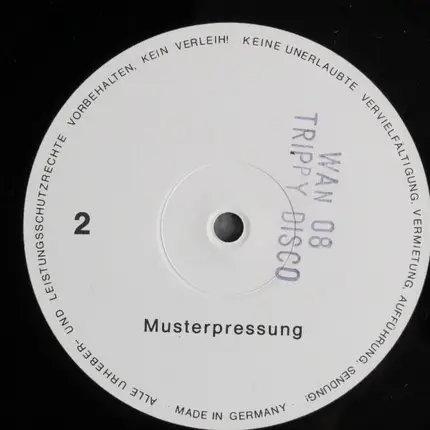 ALLE URHEBER- UND LEISTUNGSSCHUTZRECHTE VORBEHALTEN, KEIN VERLEIH! KEINE UNERLAUBTE VERVIELFÄLTIGUNG, VERMIETUNG, AUFFÜHRUNG, SENDUNG!
WAN 08
TRIPPY DISCO
2
Musterpressung
· MADE IN GERMANY ·